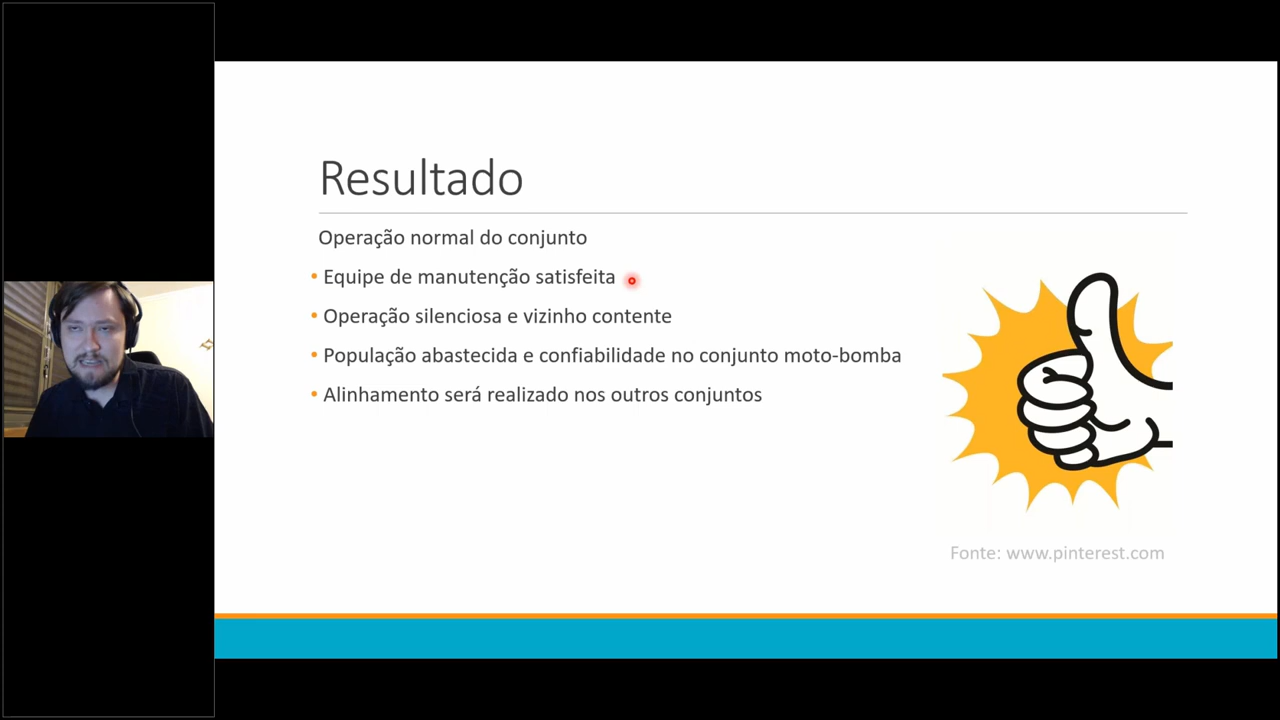 Resultado
Operação normal do conjunto
• Equipe de manutenção satisfeita
• Operação silenciosa e vizinho contente
• População abastecida e confiabilidade no conjunto moto-bomba
• Alinhamento será realizado nos outros conjuntos
Fonte: www.pinterest.com